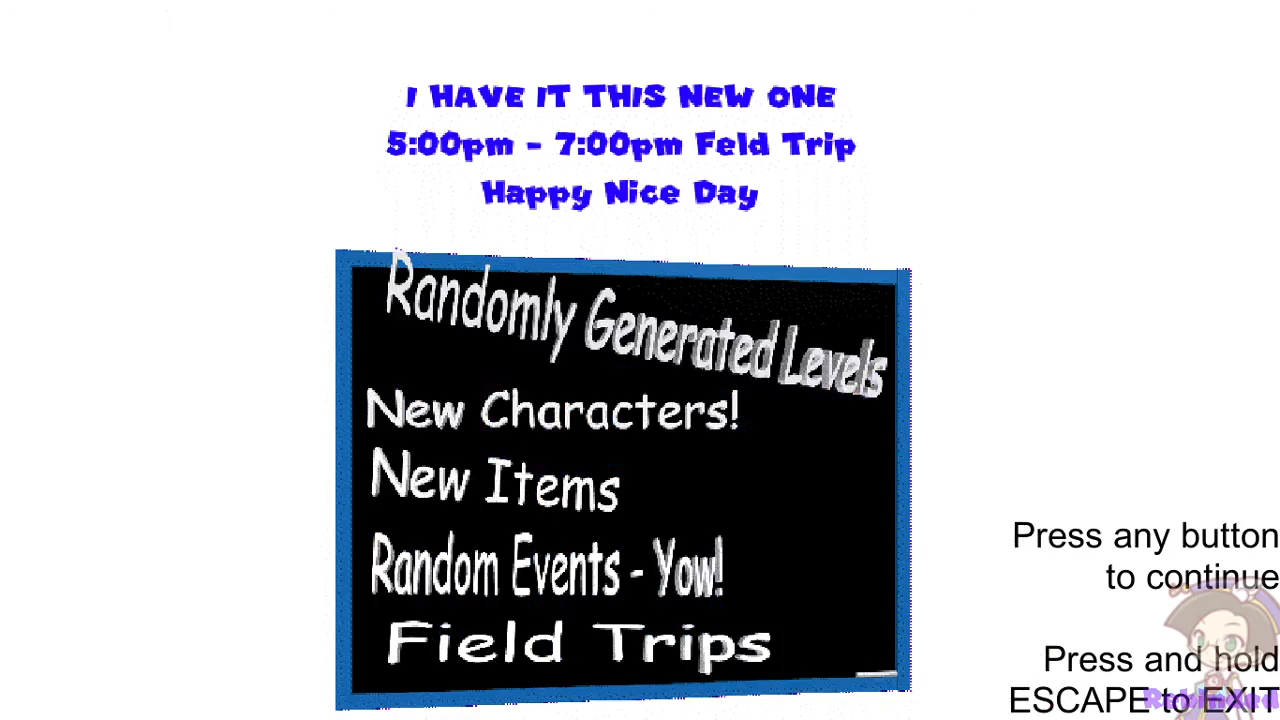 I HAVE IT THIS NEW ONE
5:00pm - 7:00pm Feld Trip
Happy Nice Day
Randomly Generated Levels
New Characters!
New Items
Random Events - Yow!
Field Trips
Press any button
to continue
Press and hold
ESCAPE to EXIT